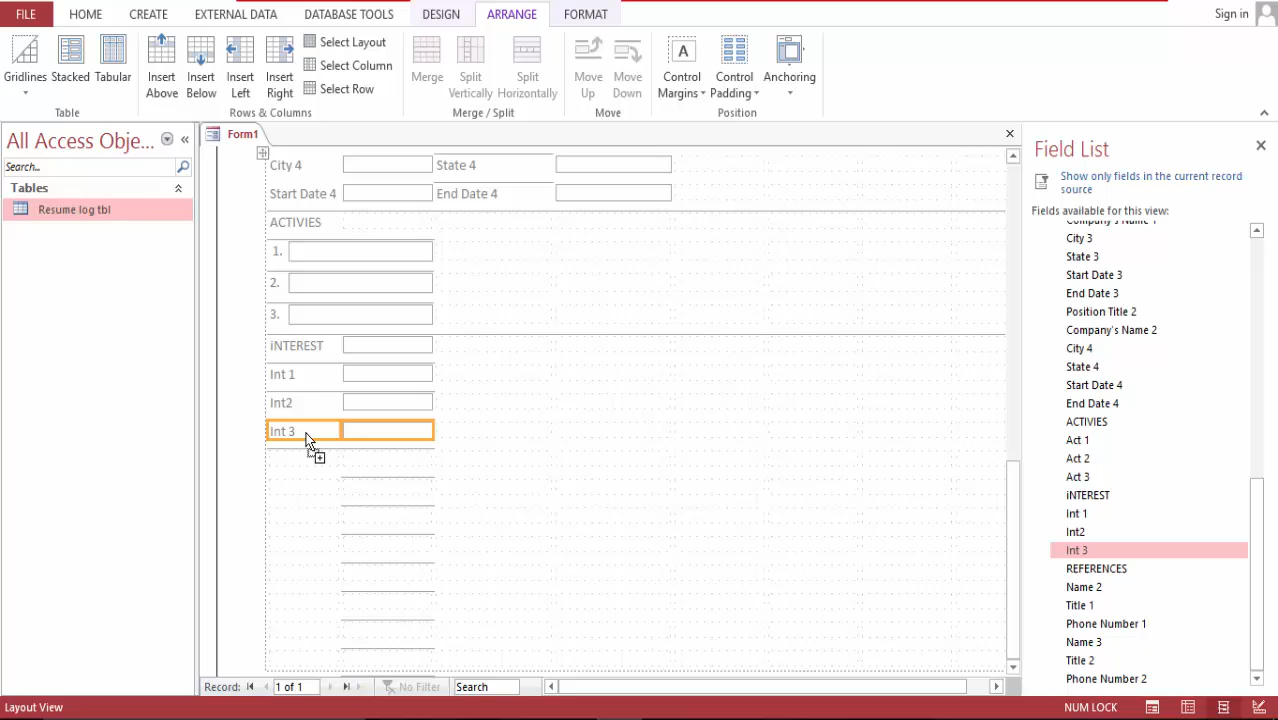 FILE HOME CREATE EXTERNAL DATA DATABASE TOOLS DESIGN ARRANGE FORMAT Sign in
Gridlines Stacked Tabular
Insert Above
Insert Below
Insert Left
Insert Right
Select Layout
Select Column
Select Row
Merge
Split Vertically
Split Horizontally
Move Up
Move Down
Control Margins
Control Padding
Anchoring
Table Rows & Columns Merge / Split Move Position
All Access Obje...
Search...
Tables
Resume log tbl
Form1
City 4 State 4
Start Date 4 End Date 4
ACTIVIES
1.
2.
3.
iNTEREST
Int 1
Int2
Int 3
Record: 1 of 1 No Filter Search
Field List
Show only fields in the current record
source
Fields available for this view:
Company's Name 1
City 3
State 3
Start Date 3
End Date 3
Position Title 2
Company's Name 2
City 4
State 4
Start Date 4
End Date 4
ACTIVIES
Act 1
Act 2
Act 3
iNTEREST
Int 1
Int2
Int 3
REFERENCES
Name 2
Title 1
Phone Number 1
Name 3
Title 2
Phone Number 2
Layout View NUM LOCK